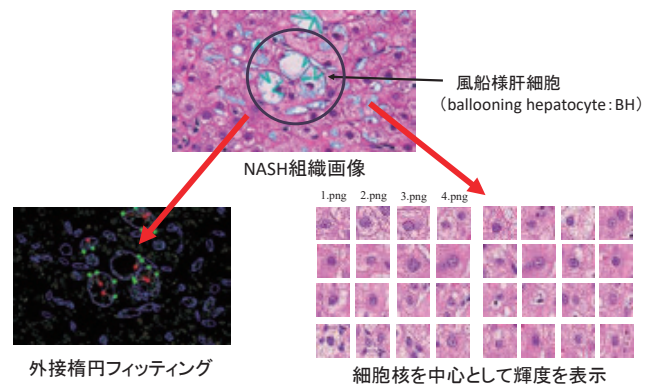 風船様肝細胞
（ballooning hepatocyte：BH）
NASH組織画像
1.png 2.png 3.png 4.png
外接楕円フィッティング
細胞核を中心として輝度を表示